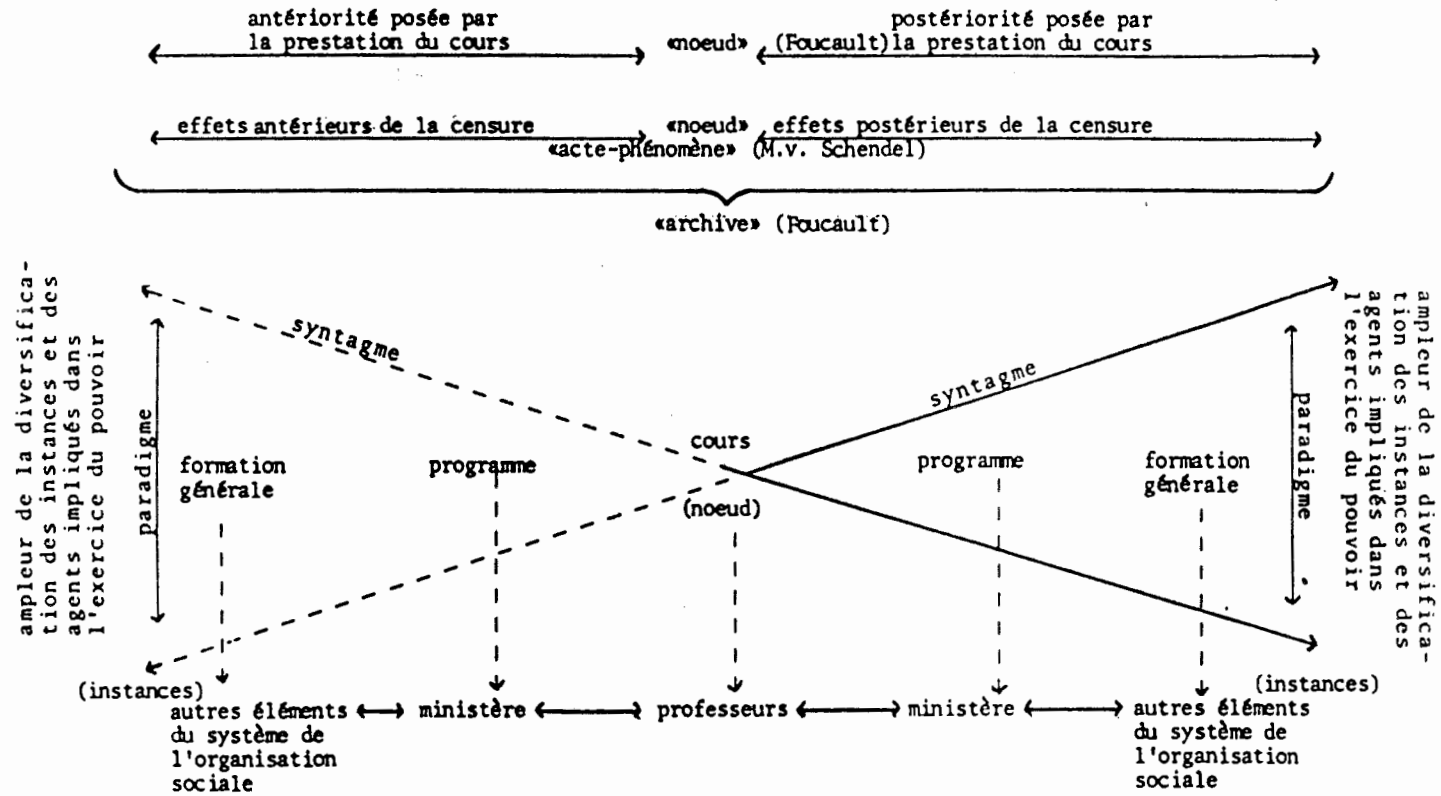 antériorité posée par
la prestation du cours
«noeud»
postériorité posée par
(Foucault) la prestation du cours
effets antérieurs de la censure
«noeud»
effets postérieurs de la censure
«acte-phénomène» (M.v. Schendel)
«archive» (Foucault)
ampleur de la diversifica-
tion des instances et des
agents impliqués dans
l'exercice du pouvoir
paradigme
syntagme
formation
générale
programme
cours
(noeud)
syntagme
programme
formation
générale
paradigme
ampleur de la diversifica-
tion des instances et des
agents impliqués dans
l'exercice du pouvoir
(instances)
autres éléments
du système de
l'organisation
sociale
ministère
professeurs
ministère
(instances)
autres éléments
du système de
l'organisation
sociale